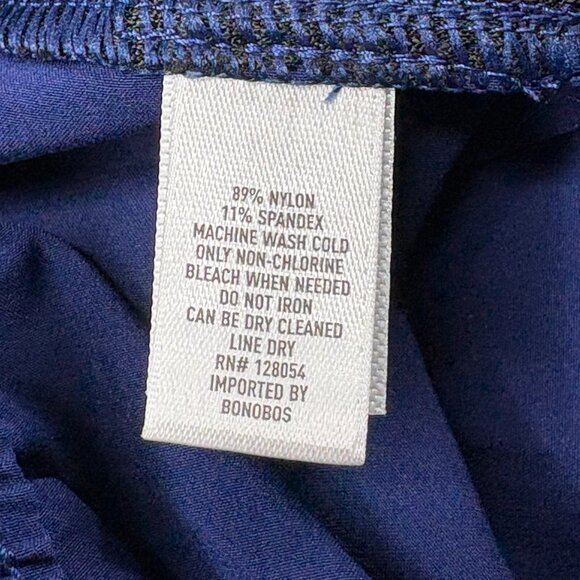 89% NYLON
11% SPANDEX
MACHINE WASH COLD
ONLY NON-CHLORINE
BLEACH WHEN NEEDED
DO NOT IRON
CAN BE DRY CLEANED
LINE DRY
RN# 128054
IMPORTED BY
BONOBOS